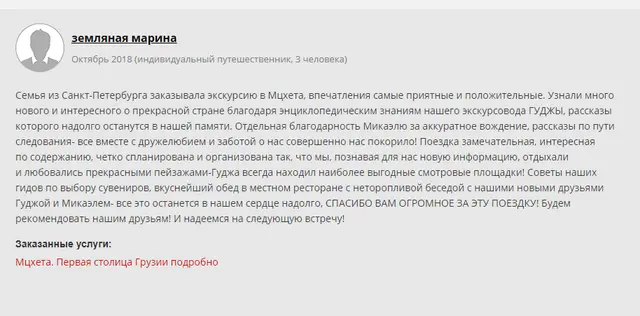 земляная марина
Октябрь 2018 (индивидуальный путешественник, 3 человека)
Семья из Санкт-Петербурга заказывала экскурсию в Мцхета, впечатления самые приятные и положительные. Узнали много
нового и интересного о прекрасной стране благодаря энциклопедическим знаниям нашего экскурсовода ГУДЖЫ, рассказы
которого надолго останутся в нашей памяти. Отдельная благодарность Микаэлю за аккуратное вождение, рассказы по пути
следования- все вместе с дружелюбием и заботой о нас совершенно нас покорило! Поездка замечательная, интересная
по содержанию, четко спланирована и организована так, что мы, познавая для нас новую информацию, отдыхали
и любовались прекрасными пейзажами-Гуджа всегда находил наиболее выгодные смотровые площадки! Советы наших
гидов по выбору сувениров, вкуснейший обед в местном ресторане с неторопливой беседой с нашими новыми друзьями
Гуджой и Микаэлем- все это останется в нашем сердце надолго, СПАСИБО ВАМ ОГРОМНОЕ ЗА ЭТУ ПОЕЗДКУ! Будем
рекомендовать нашим друзьям! И надеемся на следующую встречу!
Заказанные услуги:
Мцхета. Первая столица Грузии подробно